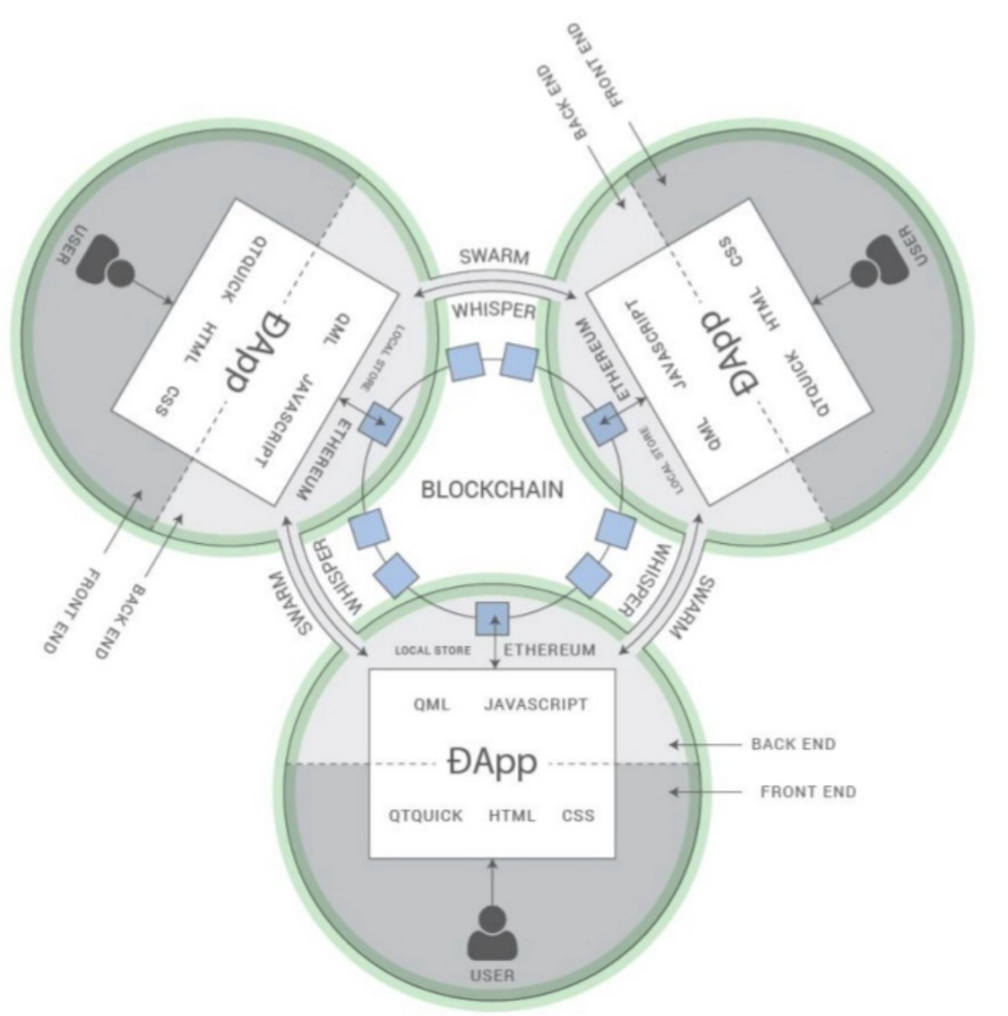 FRONT END
BACK END
USER
QTQUICK HTML CSS
ĐApp
QML JAVASCRIPT
LOCAL STORE ETHEREUM
FRONT END
BACK END
SWARM
WHISPER
USER
CSS HTML QTQUICK
ĐApp
JAVASCRIPT QML
ETHEREUM LOCAL STORE
BLOCKCHAIN
SWARM
WHISPER
WHISPER
SWARM
LOCAL STORE ETHEREUM
QML JAVASCRIPT
ĐApp
QTQUICK HTML CSS
BACK END
FRONT END
USER